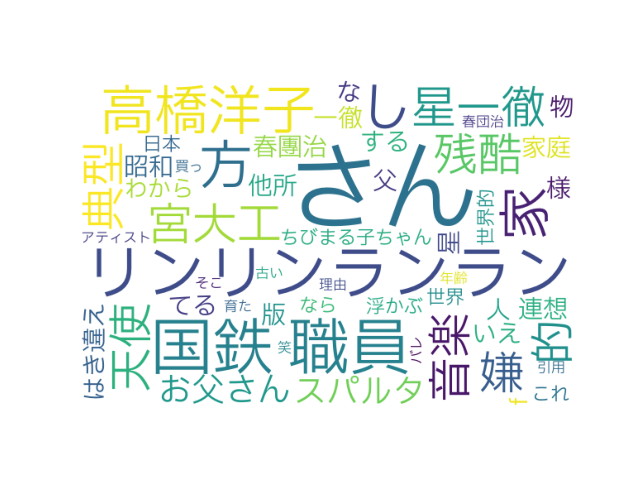 高橋洋子
な
し
星一徹
物
一徹
春団治
日本
昭和
買っ
春團治
する
残酷
家庭
典型
わから
方
他所
さん
父
家
様
宮大工
アティスト
ちびまる子ちゃん
星
世界的
リンリンランラン
そこ
古い
理由
年齢
てる
育た
版
なら
浮かぶ
世界
人
連想
はき違え
天使
国鉄
職員
笑
バレ
音楽
いえ
嫌
的
引用
お父さん
スパルタ
f
これ